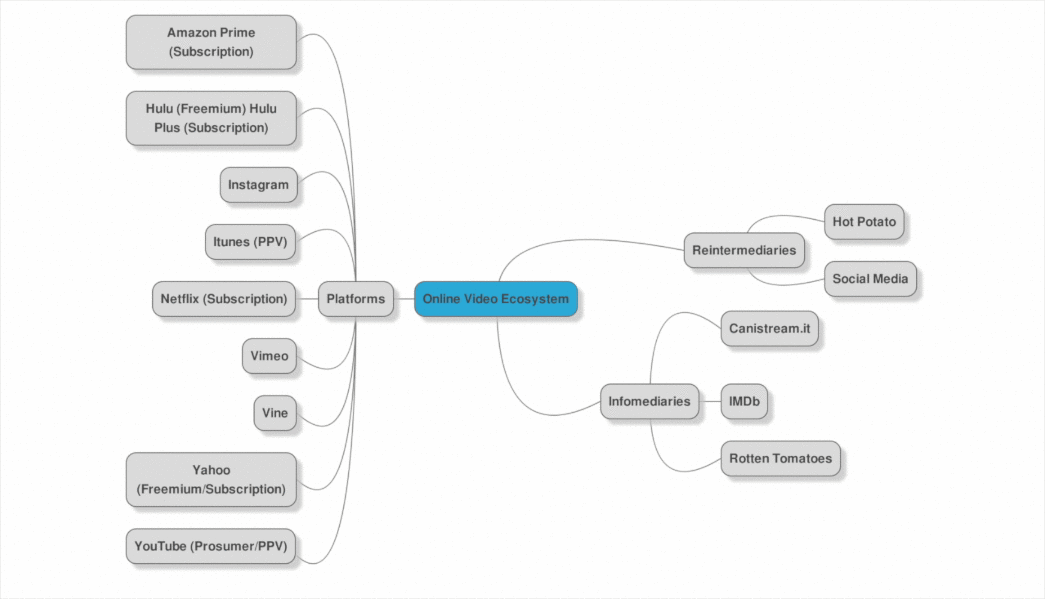 Amazon Prime
(Subscription)
Hulu (Freemium) Hulu
Plus (Subscription)
Instagram
Itunes (PPV)
Netflix (Subscription)
Vimeo
Vine
Yahoo
(Freemium/Subscription)
YouTube (Prosumer/PPV)
Platforms
Online Video Ecosystem
Reintermediaries
Hot Potato
Social Media
Infomediaries
Canistream.it
IMDb
Rotten Tomatoes